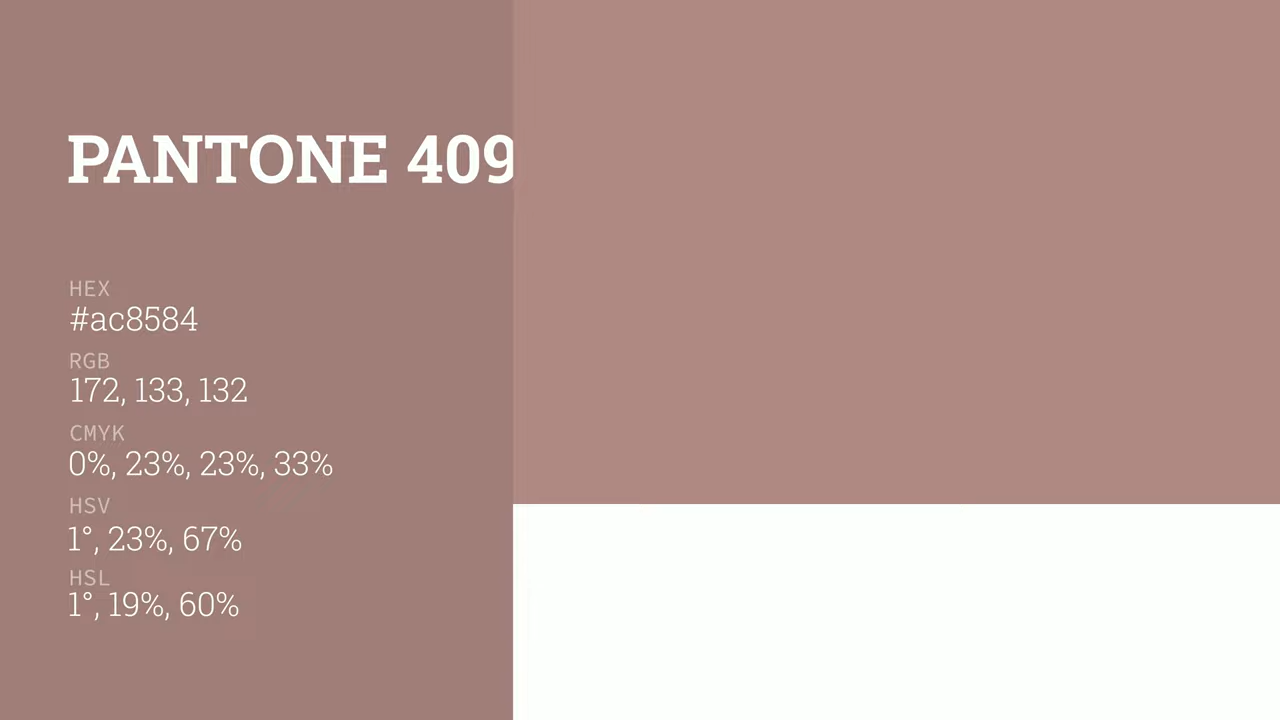 PANTONE 409
HEX
#ac8584
RGB
172, 133, 132
CMYK
0%, 23%, 23%, 33%
HSV
1°, 23%, 67%
HSL
1°, 19%, 60%